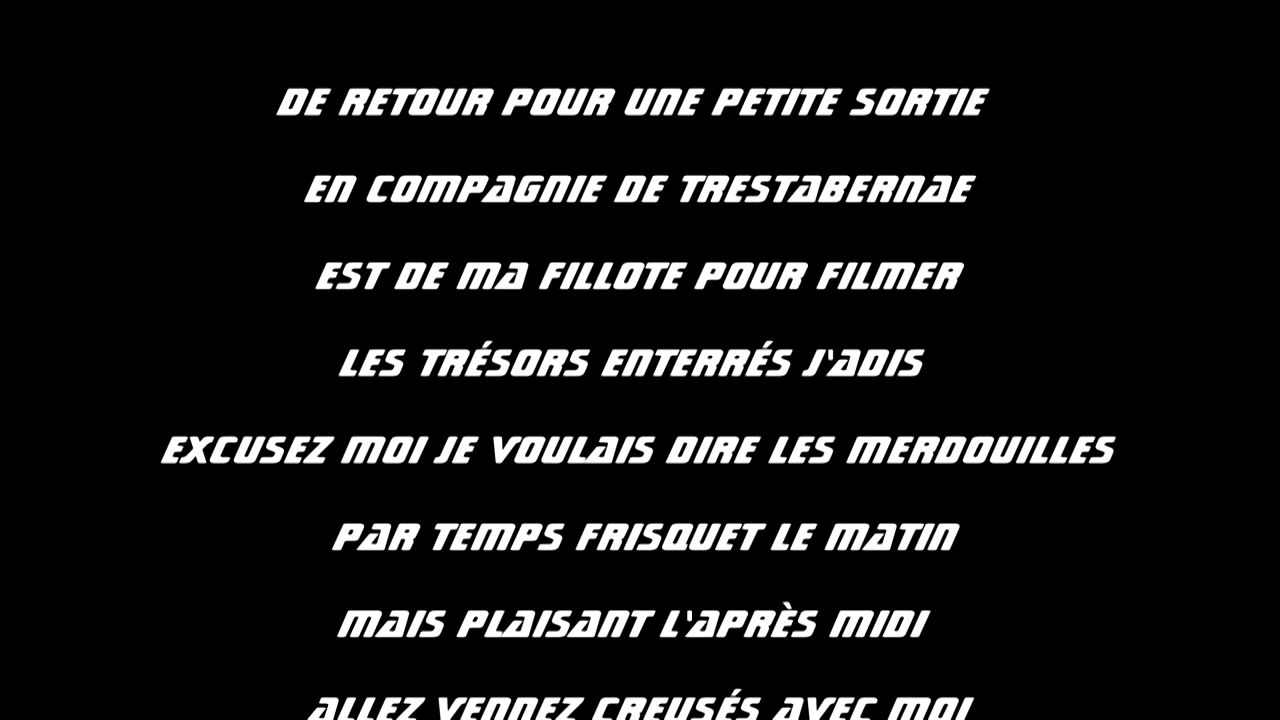 DE RETOUR POUR UNE PETITE SORTIE
EN COMPAGNIE DE TRESTABERNAE
EST DE MA FILLOTE POUR FILMER
LES TRÉSORS ENTERRÉS J'ADIS
EXCUSEZ MOI JE VOULAIS DIRE LES MERDOUILLES
PAR TEMPS FRISQUET LE MATIN
MAIS PLAISANT L'APRÈS MIDI
ALLEZ VENNEZ CREUSÉS AVEC MOI